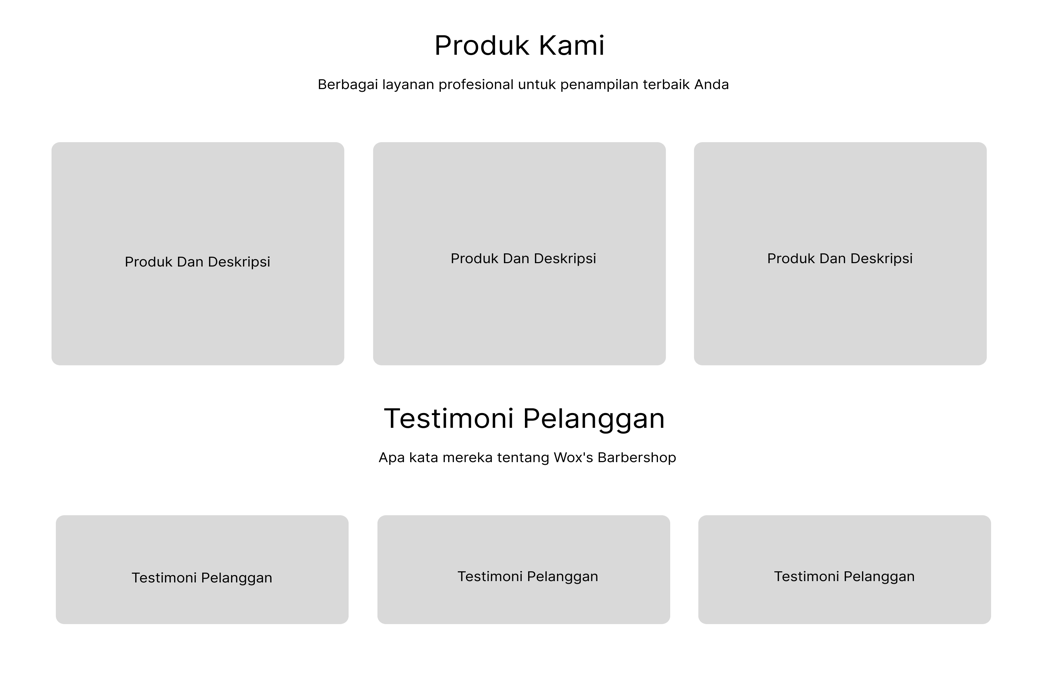 Produk Kami
Berbagai layanan profesional untuk penampilan terbaik Anda
Produk Dan Deskripsi
Produk Dan Deskripsi
Produk Dan Deskripsi
Testimoni Pelanggan
Apa kata mereka tentang Wox's Barbershop
Testimoni Pelanggan
Testimoni Pelanggan
Testimoni Pelanggan